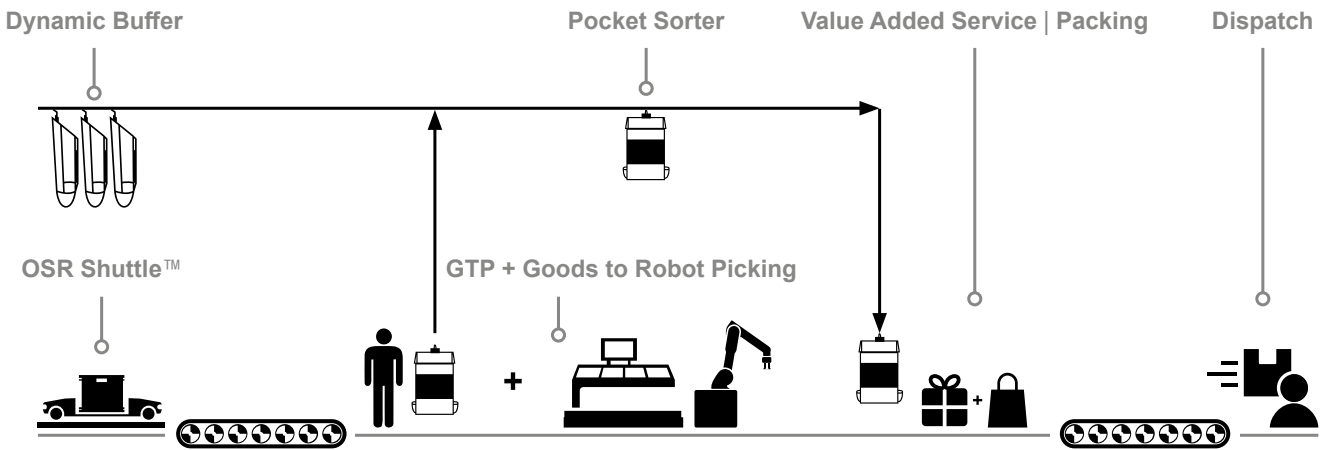 Dynamic Buffer
Pocket Sorter
Value Added Service | Packing
Dispatch
OSR Shuttle™
GTP + Goods to Robot Picking
+
+